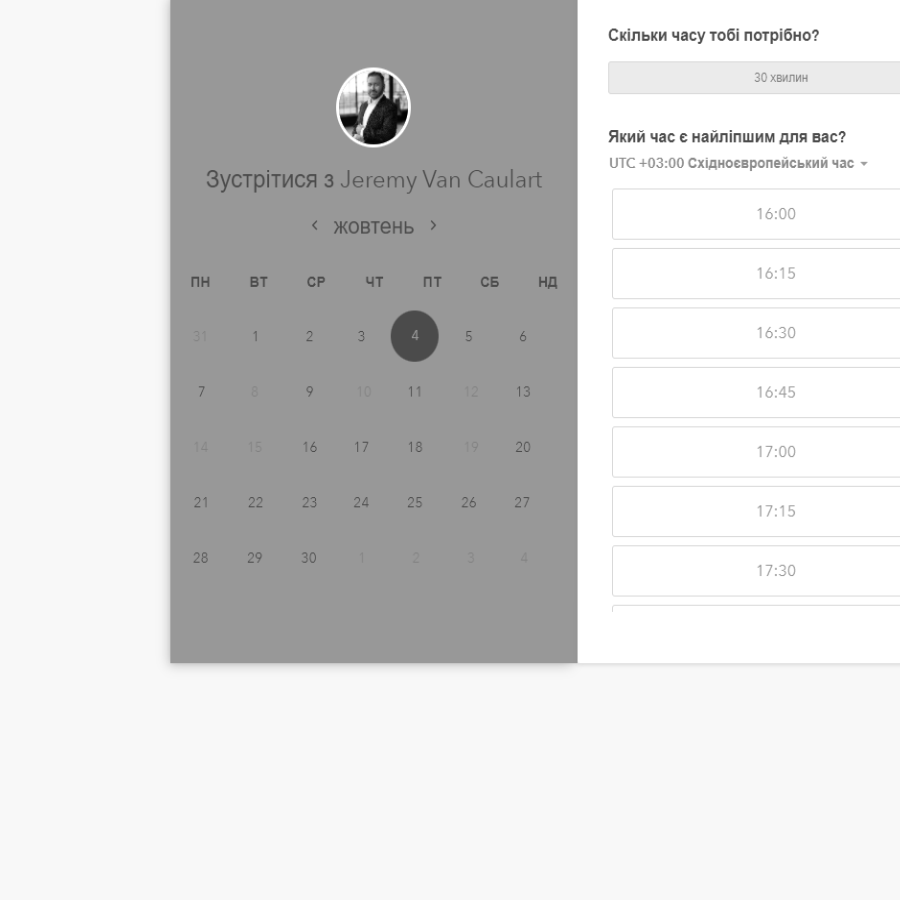 Зустрітися з Jeremy Van Caulart
‹ жовтень ›
ПН ВТ СР ЧТ ПТ СБ НД
31 1 2 3 4 5 6
7 8 9 10 11 12 13
14 15 16 17 18 19 20
21 22 23 24 25 26 27
28 29 30 1 2 3 4
Скільки часу тобі потрібно?
30 хвилин
Який час є найліпшим для вас?
UTC +03:00 Східноєвропейський час
16:00
16:15
16:30
16:45
17:00
17:15
17:30